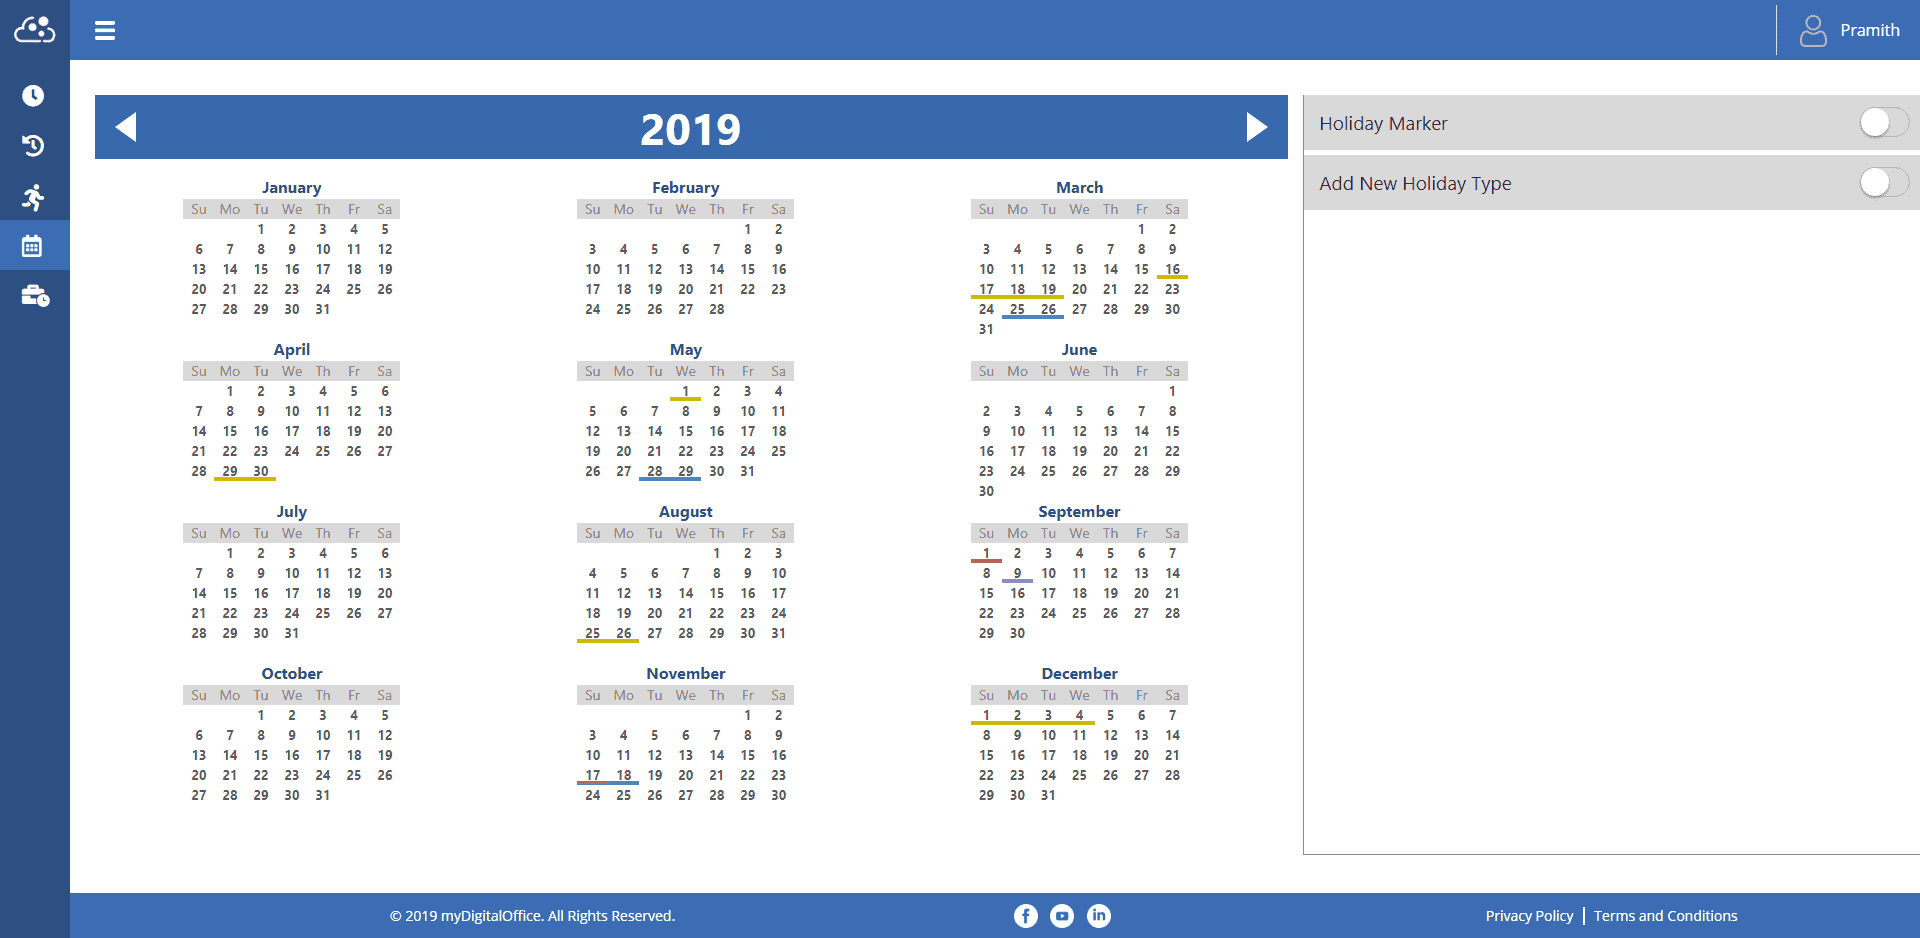 Pramith
2019
Holiday Marker
Add New Holiday Type
January
Su Mo Tu We Th Fr Sa
1 2 3 4 5
6 7 8 9 10 11 12
13 14 15 16 17 18 19
20 21 22 23 24 25 26
27 28 29 30 31
February
Su Mo Tu We Th Fr Sa
1 2
3 4 5 6 7 8 9
10 11 12 13 14 15 16
17 18 19 20 21 22 23
24 25 26 27 28
March
Su Mo Tu We Th Fr Sa
1 2
3 4 5 6 7 8 9
10 11 12 13 14 15 16
17 18 19 20 21 22 23
24 25 26 27 28 29 30
31
April
Su Mo Tu We Th Fr Sa
1 2 3 4 5 6
7 8 9 10 11 12 13
14 15 16 17 18 19 20
21 22 23 24 25 26 27
28 29 30
May
Su Mo Tu We Th Fr Sa
1 2 3 4
5 6 7 8 9 10 11
12 13 14 15 16 17 18
19 20 21 22 23 24 25
26 27 28 29 30 31
June
Su Mo Tu We Th Fr Sa
1
2 3 4 5 6 7 8
9 10 11 12 13 14 15
16 17 18 19 20 21 22
23 24 25 26 27 28 29
30
July
Su Mo Tu We Th Fr Sa
1 2 3 4 5 6
7 8 9 10 11 12 13
14 15 16 17 18 19 20
21 22 23 24 25 26 27
28 29 30 31
August
Su Mo Tu We Th Fr Sa
1 2 3
4 5 6 7 8 9 10
11 12 13 14 15 16 17
18 19 20 21 22 23 24
25 26 27 28 29 30 31
September
Su Mo Tu We Th Fr Sa
1 2 3 4 5 6 7
8 9 10 11 12 13 14
15 16 17 18 19 20 21
22 23 24 25 26 27 28
29 30
October
Su Mo Tu We Th Fr Sa
1 2 3 4 5
6 7 8 9 10 11 12
13 14 15 16 17 18 19
20 21 22 23 24 25 26
27 28 29 30 31
November
Su Mo Tu We Th Fr Sa
1 2
3 4 5 6 7 8 9
10 11 12 13 14 15 16
17 18 19 20 21 22 23
24 25 26 27 28 29 30
December
Su Mo Tu We Th Fr Sa
1 2 3 4 5 6 7
8 9 10 11 12 13 14
15 16 17 18 19 20 21
22 23 24 25 26 27 28
29 30 31
© 2019 myDigitalOffice. All Rights Reserved.
Privacy Policy | Terms and Conditions